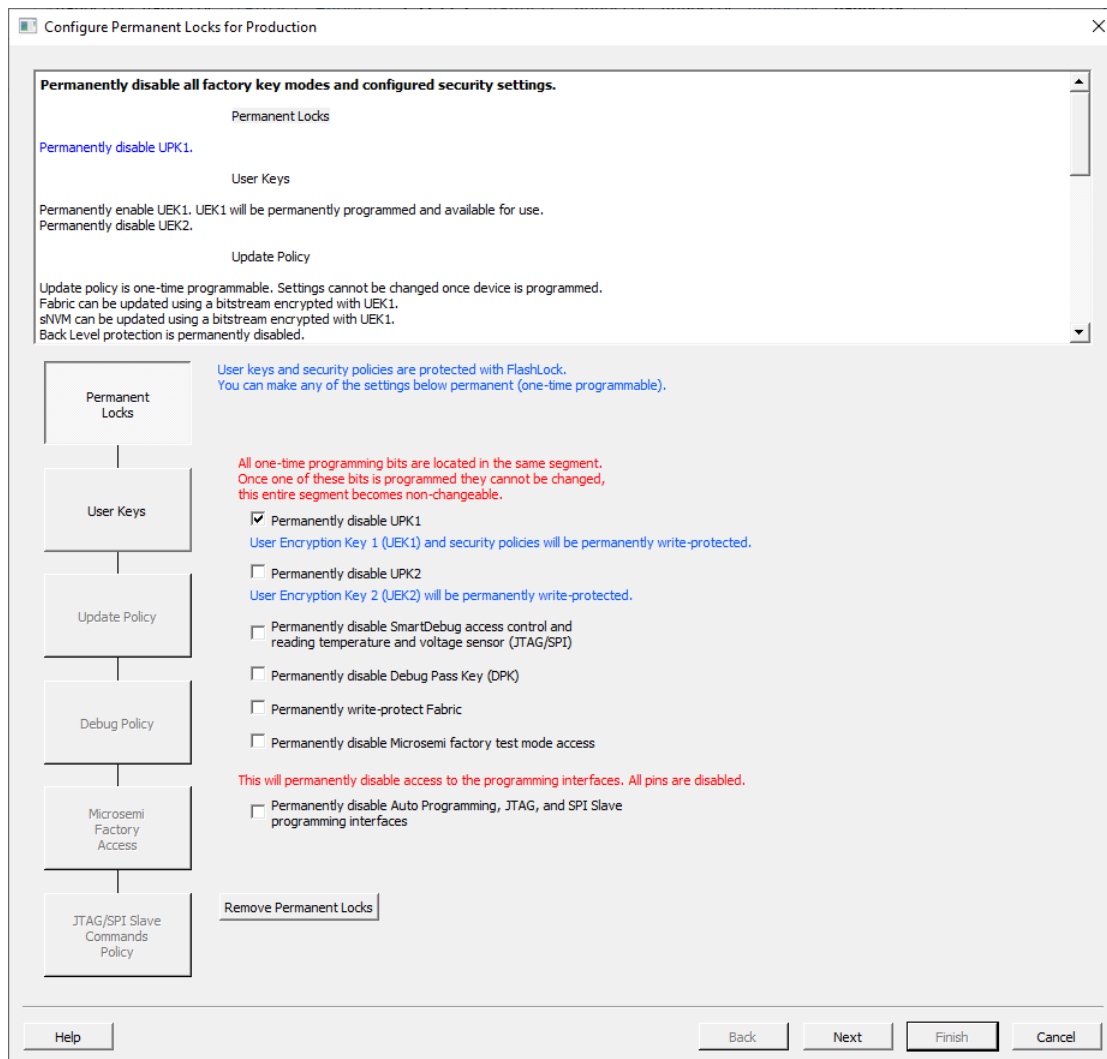 Configure Permanent Locks for Production
Permanently disable all factory key modes and configured security settings.
Permanent Locks
Permanently disable UPK1.
User Keys
Permanently enable UEK1. UEK1 will be permanently programmed and available for use.
Permanently disable UEK2.
Update Policy
Update policy is one-time programmable. Settings cannot be changed once device is programmed.
Fabric can be updated using a bitstream encrypted with UEK1.
sNVM can be updated using a bitstream encrypted with UEK1.
Back Level protection is permanently disabled.
Permanent
Locks
User keys and security policies are protected with FlashLock.
You can make any of the settings below permanent (one-time programmable).
All one-time programming bits are located in the same segment.
Once one of these bits is programmed they cannot be changed,
this entire segment becomes non-changeable.
User Keys
Permanently disable UPK1
User Encryption Key 1 (UEK1) and security policies will be permanently write-protected.
Permanently disable UPK2
User Encryption Key 2 (UEK2) will be permanently write-protected.
Update Policy
Permanently disable SmartDebug access control and
reading temperature and voltage sensor (JTAG/SPI)
Permanently disable Debug Pass Key (DPK)
Permanently write-protect Fabric
Debug Policy
Permanently disable Microsemi factory test mode access
This will permanently disable access to the programming interfaces. All pins are disabled.
Permanently disable Auto Programming, JTAG, and SPI Slave
programming interfaces
Microsemi
Factory
Access
Remove Permanent Locks
JTAG/SPI Slave
Commands
Policy
Help
Back
Next
Finish
Cancel